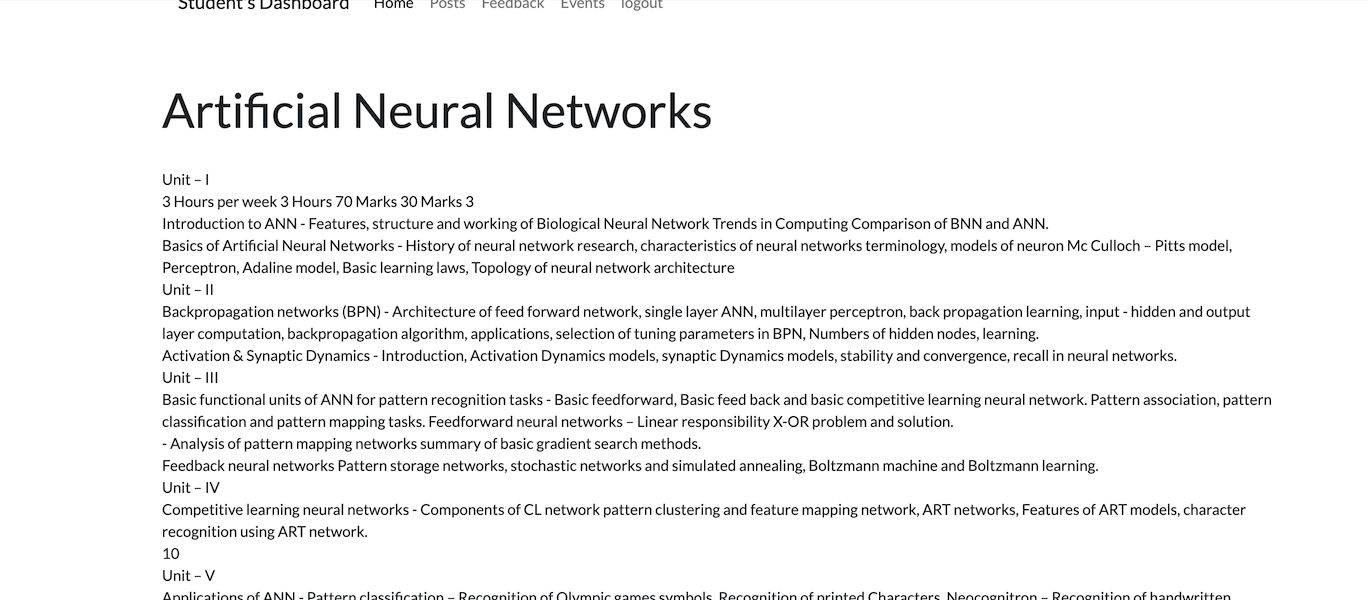 Student's Dashboard Home Posts Feedback Events logout
Artificial Neural Networks
Unit – I
3 Hours per week 3 Hours 70 Marks 30 Marks 3
Introduction to ANN - Features, structure and working of Biological Neural Network Trends in Computing Comparison of BNN and ANN.
Basics of Artificial Neural Networks - History of neural network research, characteristics of neural networks terminology, models of neuron Mc Culloch – Pitts model,
Perceptron, Adaline model, Basic learning laws, Topology of neural network architecture
Unit – II
Backpropagation networks (BPN) - Architecture of feed forward network, single layer ANN, multilayer perceptron, back propagation learning, input - hidden and output
layer computation, backpropagation algorithm, applications, selection of tuning parameters in BPN, Numbers of hidden nodes, learning.
Activation & Synaptic Dynamics - Introduction, Activation Dynamics models, synaptic Dynamics models, stability and convergence, recall in neural networks.
Unit – III
Basic functional units of ANN for pattern recognition tasks - Basic feedforward, Basic feed back and basic competitive learning neural network. Pattern association, pattern
classification and pattern mapping tasks. Feedforward neural networks – Linear responsibility X-OR problem and solution.
- Analysis of pattern mapping networks summary of basic gradient search methods.
Feedback neural networks Pattern storage networks, stochastic networks and simulated annealing, Boltzmann machine and Boltzmann learning.
Unit – IV
Competitive learning neural networks - Components of CL network pattern clustering and feature mapping network, ART networks, Features of ART models, character
recognition using ART network.
10
Unit – V
Applications of ANN - Pattern classification – Recognition of Olympic games symbols, Recognition of printed Characters, Neocognitron – Recognition of handwritten